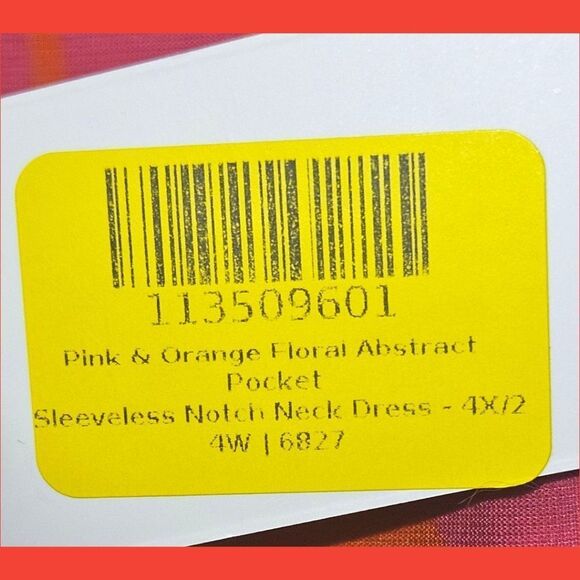 113509601
Pink & Orange Floral Abstract
Pocket
Sleeveless Notch Neck Dress - 4X/2
4W | 6827